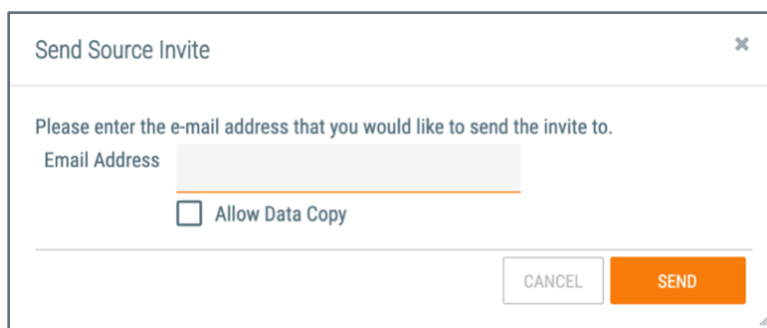 Send Source Invite
Please enter the e-mail address that you would like to send the invite to.
Email Address
Allow Data Copy
CANCEL
SEND